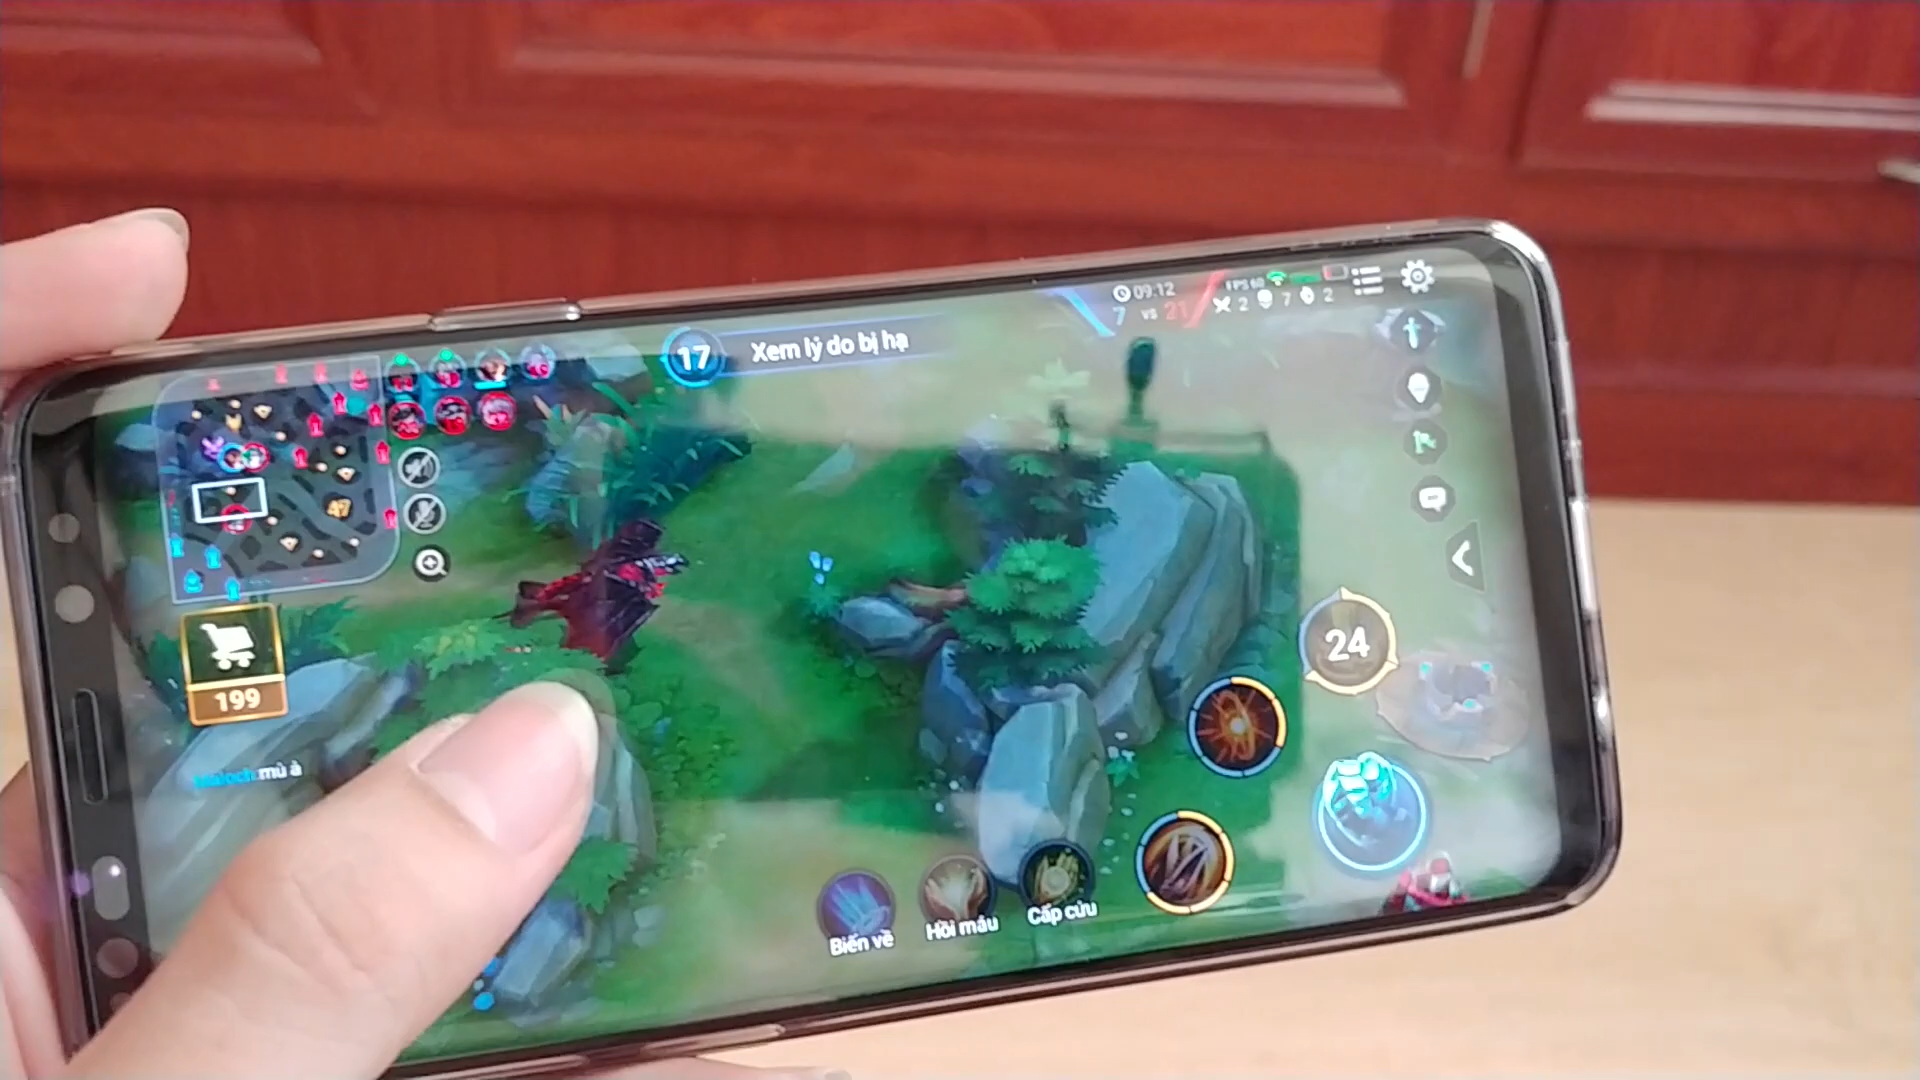 09:12
FPS 60
7 vs 21
2 7 2
17 Xem lý do bị hạ
47
199
mù à
24
Biến về
Hồi máu
Cấp cứu